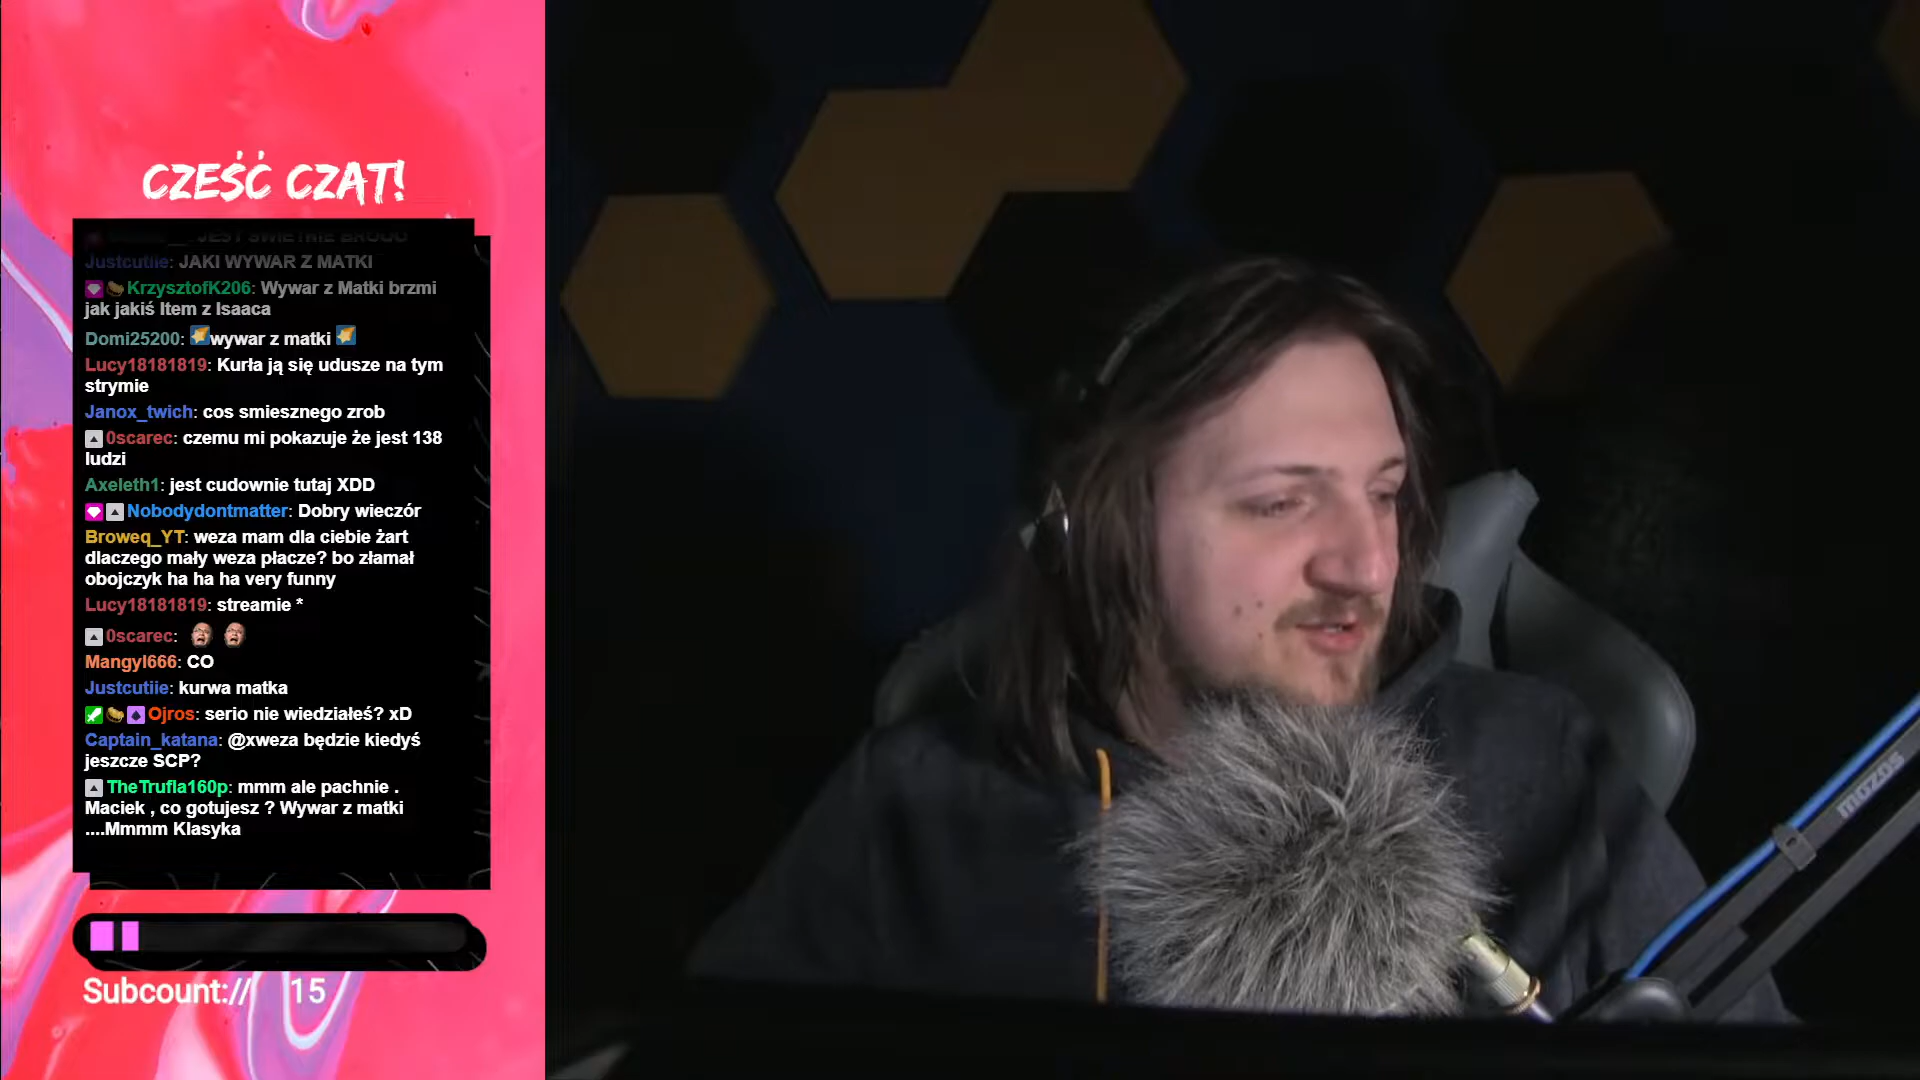 CZEŚĆ CZAT!
JEST ŚWIETNIE BROOO
Justcutiie: JAKI WYWAR Z MATKI
KrzysztofK206: Wywar z Matki brzmi
jak jakiś Item z Isaaca
Domi25200: wywar z matki
Lucy18181819: Kurła ją się udusze na tym
strymie
Janox_twich: cos smiesznego zrob
0scarec: czemu mi pokazuje że jest 138
ludzi
Axeleth1: jest cudownie tutaj XDD
Nobodydontmatter: Dobry wieczór
Broweq_YT: weza mam dla ciebie żart
dlaczego mały weza płacze? bo złamał
obojczyk ha ha ha very funny
Lucy18181819: streamie *
0scarec:
Mangyl666: CO
Justcutiie: kurwa matka
Ojros: serio nie wiedziałeś? xD
Captain_katana: @xweza będzie kiedyś
jeszcze SCP?
TheTrufla160p: mmm ale pachnie .
Maciek , co gotujesz ? Wywar z matki
....Mmmm Klasyka
Subcount:// 15
mozos